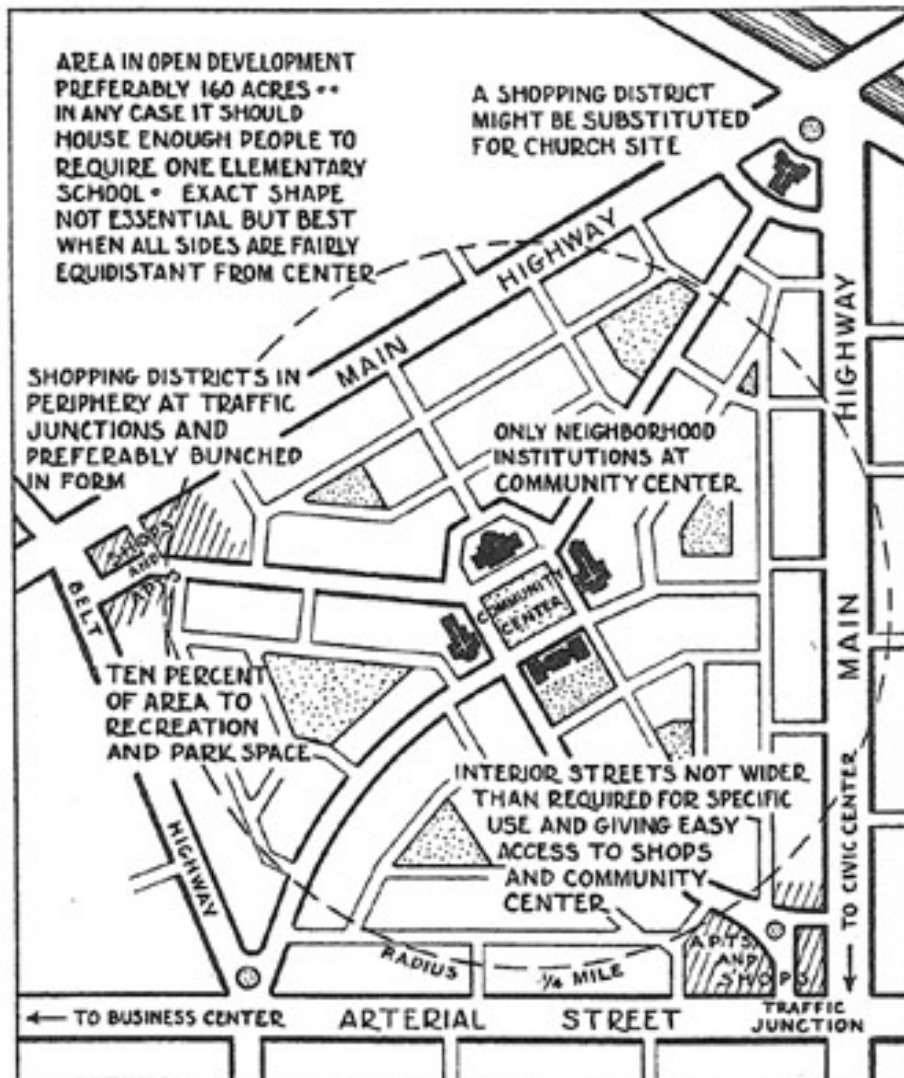 AREA IN OPEN DEVELOPMENT
PREFERABLY 160 ACRES ••
IN ANY CASE IT SHOULD
HOUSE ENOUGH PEOPLE TO
REQUIRE ONE ELEMENTARY
SCHOOL • EXACT SHAPE
NOT ESSENTIAL BUT BEST
WHEN ALL SIDES ARE FAIRLY
EQUIDISTANT FROM CENTER
A SHOPPING DISTRICT
MIGHT BE SUBSTITUTED
FOR CHURCH SITE
MAIN HIGHWAY
SHOPPING DISTRICTS IN
PERIPHERY AT TRAFFIC
JUNCTIONS AND
PREFERABLY BUNCHED
IN FORM
ONLY NEIGHBORHOOD
INSTITUTIONS AT
COMMUNITY CENTER
MAIN HIGHWAY
SHOPS
AND
APTS
BELT
HIGHWAY
COMMUNITY
CENTER
TEN PERCENT
OF AREA TO
RECREATION
AND PARK SPACE
INTERIOR STREETS NOT WIDER
THAN REQUIRED FOR SPECIFIC
USE AND GIVING EASY
ACCESS TO SHOPS
AND COMMUNITY
CENTER
← TO CIVIC CENTER
RADIUS ¼ MILE
APTS.
AND
SHOPS
TRAFFIC
JUNCTION
← TO BUSINESS CENTER
ARTERIAL STREET